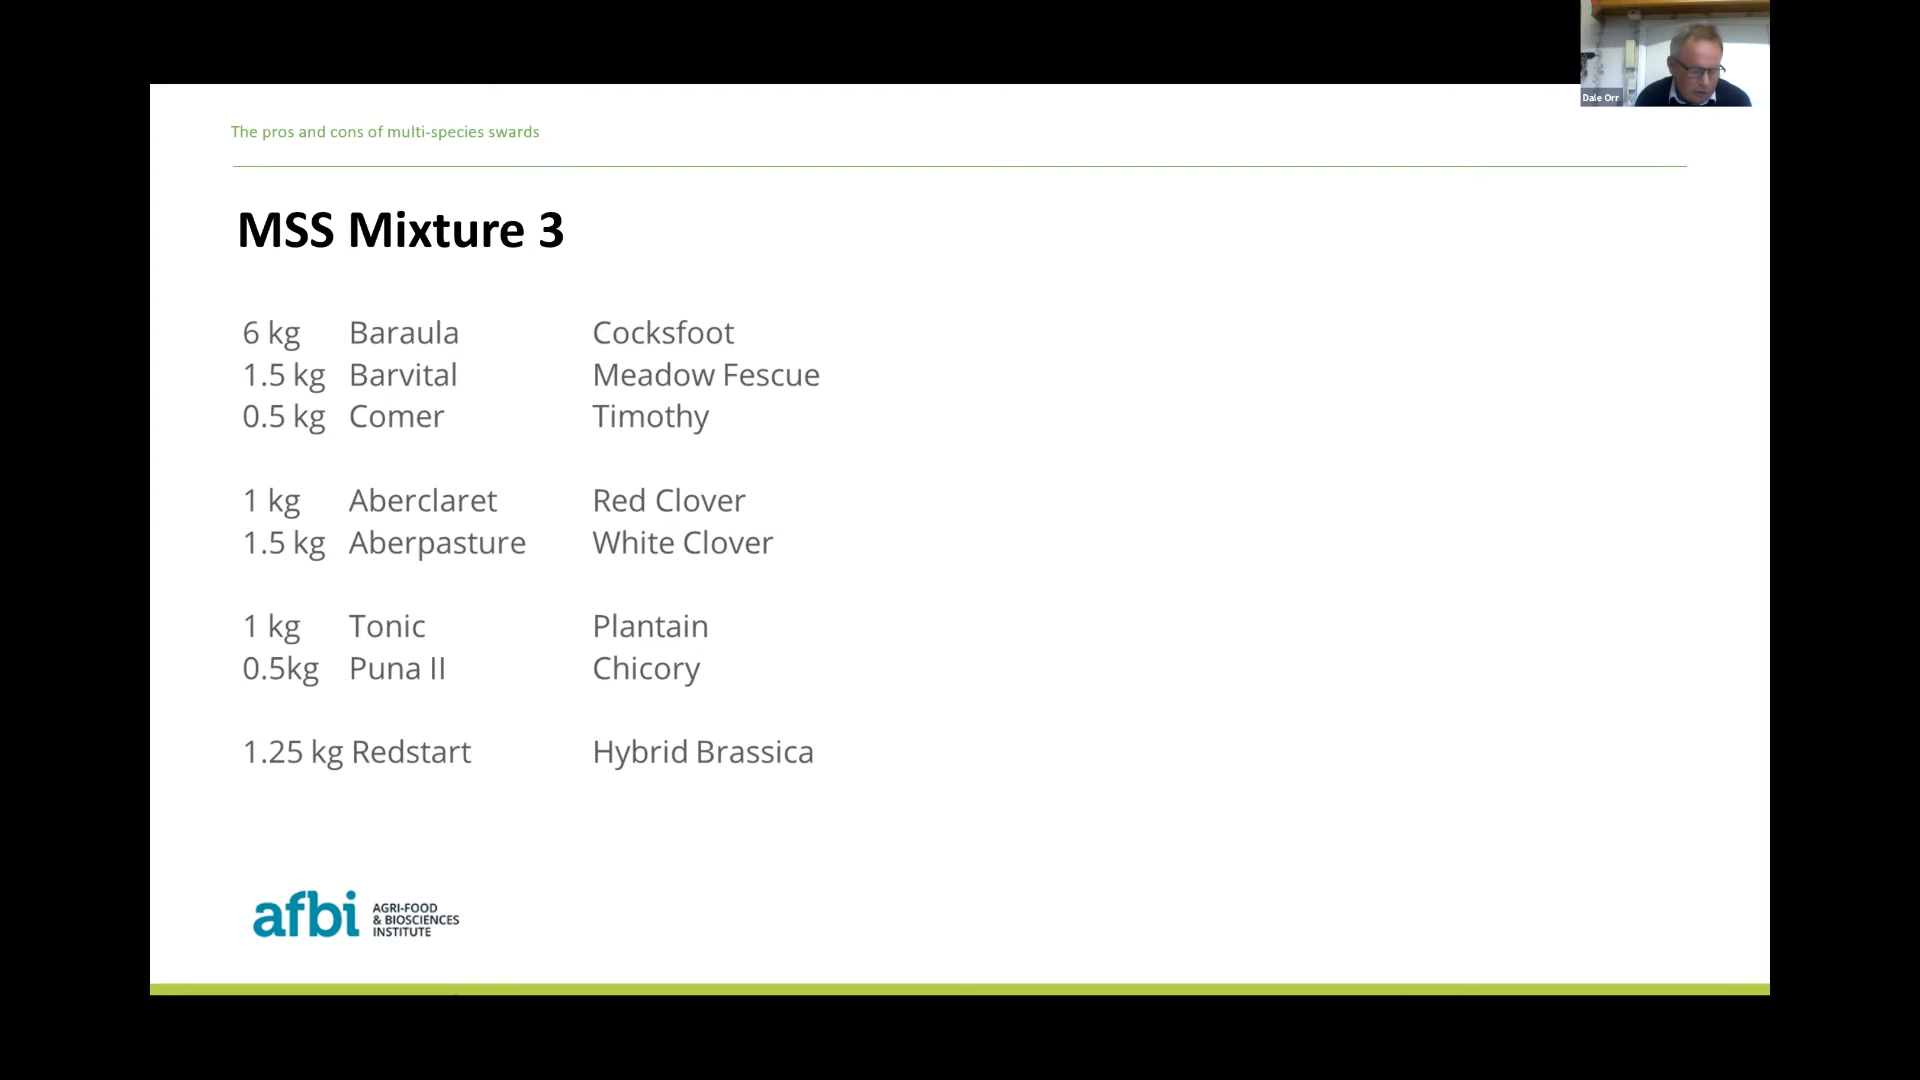 Dale Orr
The pros and cons of multi-species swards
MSS Mixture 3
6 kg Baraula Cocksfoot
1.5 kg Barvital Meadow Fescue
0.5 kg Comer Timothy
1 kg Aberclaret Red Clover
1.5 kg Aberpasture White Clover
1 kg Tonic Plantain
0.5kg Puna II Chicory
1.25 kg Redstart Hybrid Brassica
afbi AGRI-FOOD
& BIOSCIENCES
INSTITUTE